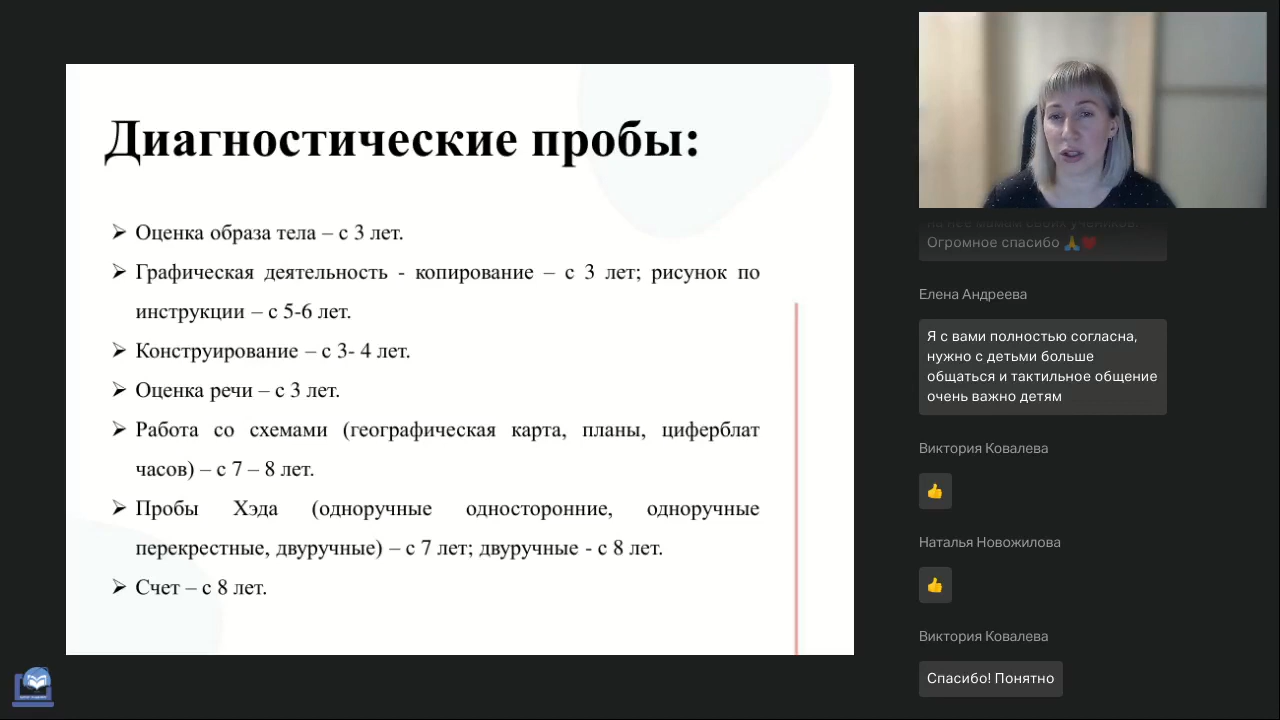 Диагностические пробы:
➢ Оценка образа тела – с 3 лет.
➢ Графическая деятельность - копирование – с 3 лет; рисунок по
инструкции – с 5-6 лет.
➢ Конструирование – с 3- 4 лет.
➢ Оценка речи – с 3 лет.
➢ Работа со схемами (географическая карта, планы, циферблат
часов) – с 7 – 8 лет.
➢ Пробы Хэда (одноручные односторонние, одноручные
перекрестные, двуручные) – с 7 лет; двуручные - с 8 лет.
➢ Счет – с 8 лет.
мамам своих учеников.
Огромное спасибо 🙏❤️
Елена Андреева
Я с вами полностью согласна,
нужно с детьми больше
общаться и тактильное общение
очень важно детям
Виктория Ковалева
👍
Наталья Новожилова
👍
Виктория Ковалева
Спасибо! Понятно